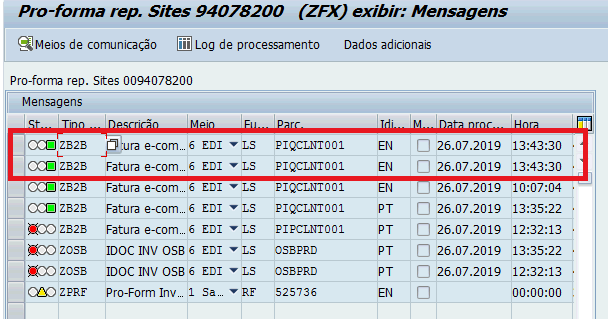 Pro-forma rep. Sites 94078200 (ZFX) exibir: Mensagens
Meios de comunicação Log de processamento Dados adicionais
Pro-forma rep. Sites 0094078200
Mensagens
St... Tipo ... Descrição Meio Fu... Parc. Idi... M... Data proc... Hora
ZB2B tura e-com... 6 EDI LS PIQCLNT001 EN 26.07.2019 13:43:30
ZB2B Fatura e-com... 6 EDI LS PIQCLNT001 EN 26.07.2019 13:43:30
ZB2B Fatura e-com... 6 EDI LS PIQCLNT001 EN 26.07.2019 10:07:04
ZB2B Fatura e-com... 6 EDI LS PIQCLNT001 PT 26.07.2019 13:35:22
ZB2B Fatura e-com... 6 EDI LS PIPCLNT001 PT 26.07.2019 12:32:13
ZOSB IDOC INV OSB 6 EDI LS OSBPRD PT 26.07.2019 13:35:22
ZOSB IDOC INV OSB 6 EDI LS OSBPRD PT 26.07.2019 12:32:13
ZPRF Pro-Form Inv... 1 Sa... RF 525736 EN 00:00:00